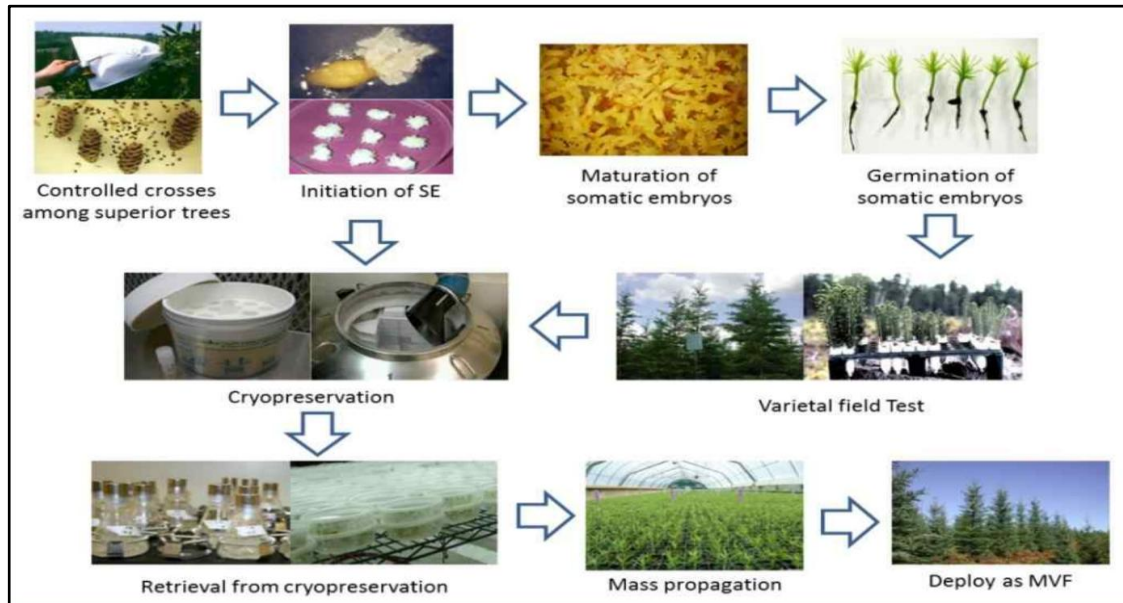 Controlled crosses
among superior trees
Initiation of SE
Maturation of
somatic embryos
Germination of
somatic embryos
Cryopreservation
Varietal field Test
Retrieval from cryopreservation
Mass propagation
Deploy as MVF